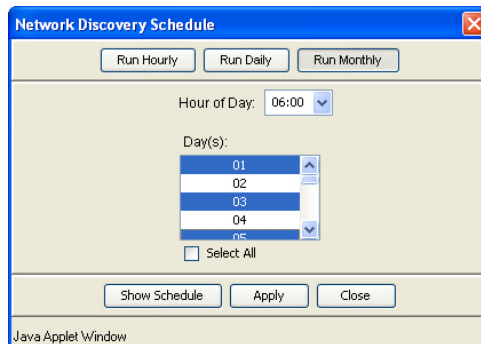 Network Discovery Schedule
Run Hourly Run Daily Run Monthly
Hour of Day: 06:00
Day(s):
01
02
03
04
05
Select All
Show Schedule Apply Close
Java Applet Window